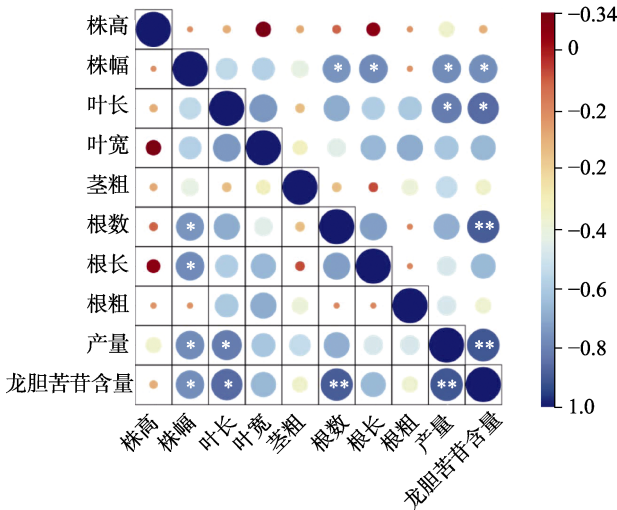 株高
株幅
叶长
叶宽
茎粗
根数
根长
根粗
产量
龙胆苦苷含量
* * * *
* *
* **
*
* *
* * ** **
株高 株幅 叶长 叶宽 茎粗 根数 根长 根粗 产量 龙胆苦苷含量
−0.34
0
−0.2
−0.2
−0.4
−0.6
−0.8
1.0